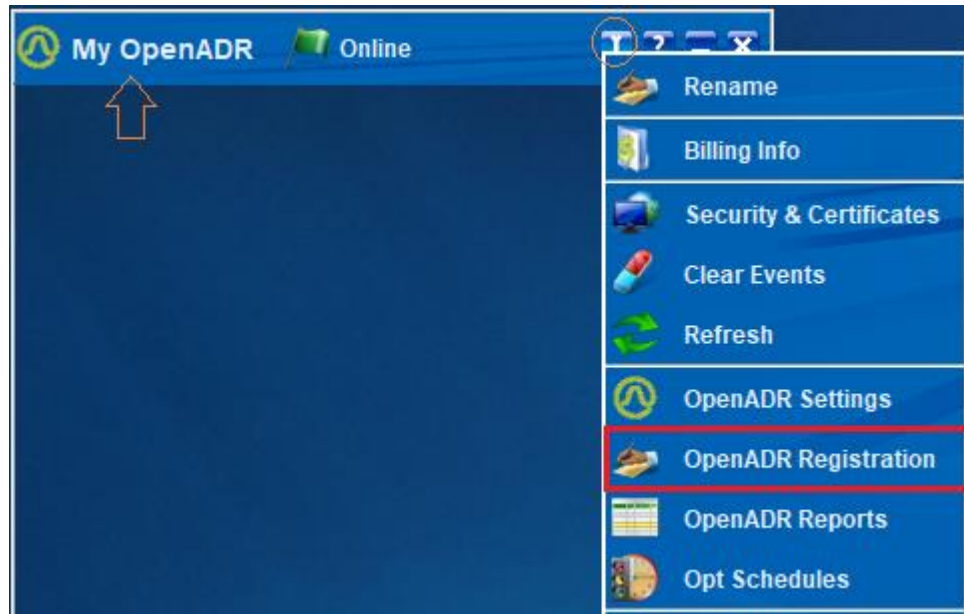 My OpenADR Online
Rename
Billing Info
Security & Certificates
Clear Events
Refresh
OpenADR Settings
OpenADR Registration
OpenADR Reports
Opt Schedules